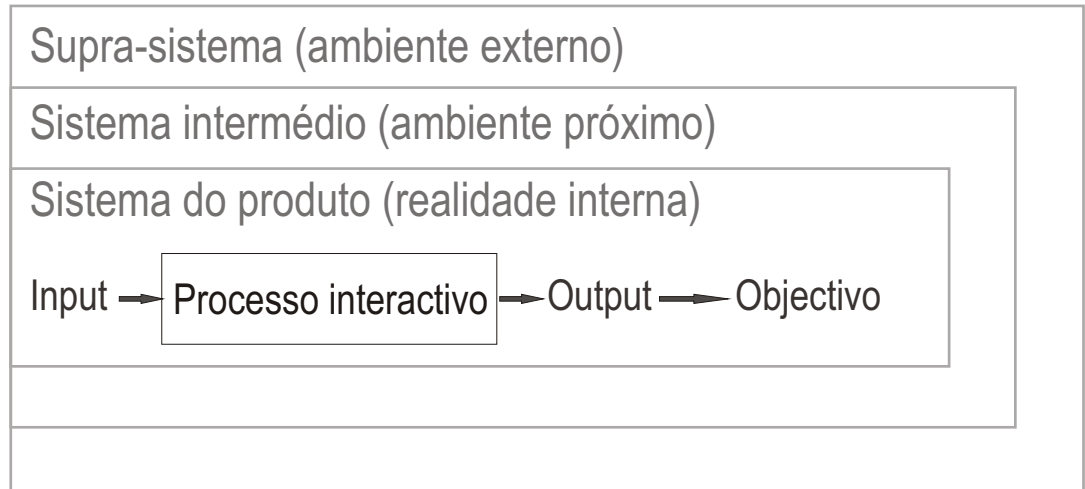 Supra-sistema (ambiente externo)
Sistema intermédio (ambiente próximo)
Sistema do produto (realidade interna)
Input Processo interactivo Output Objectivo